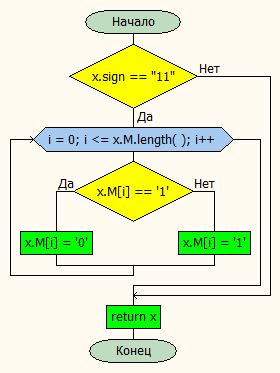 Начало
x.sign == "11"
Нет
Да
i = 0; i <= x.M.length( ); i++
x.M[i] == '1'
Да
Нет
x.M[i] = '0'
x.M[i] = '1'
return x
Конец